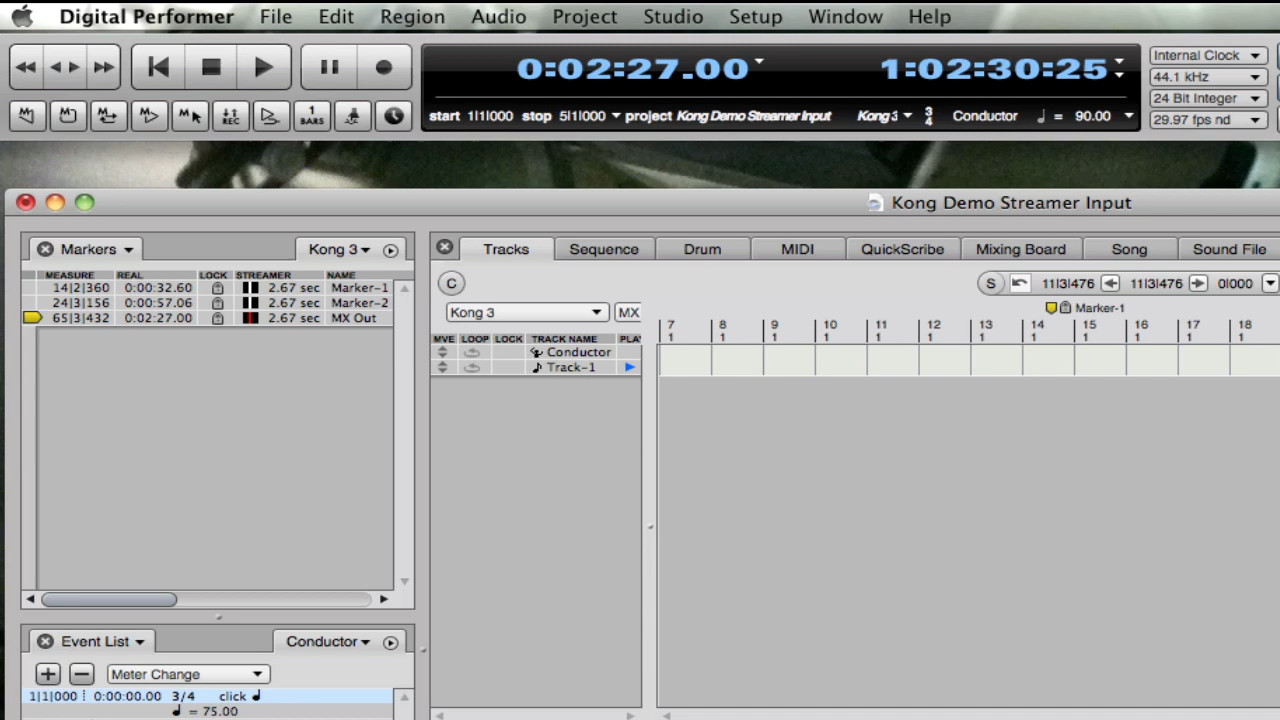 Digital Performer File Edit Region Audio Project Studio Setup Window Help
0:02:27.00 1:02:30:25
Internal Clock
44.1 kHz
24 Bit Integer
29.97 fps nd
M M M M M REC 1 BARS
start 1|1|000 stop 5|1|000 project Kong Demo Streamer Input Kong 3 3/4 Conductor ♩ = 90.00
Kong Demo Streamer Input
Markers Kong 3
MEASURE REAL LOCK STREAMER NAME
14|2|360 0:00:32.60 2.67 sec Marker-1
24|3|156 0:00:57.06 2.67 sec Marker-2
65|3|432 0:02:27.00 2.67 sec MX Out
Tracks Sequence Drum MIDI QuickScribe Mixing Board Song Sound File
C S 11|3|476 11|3|476 0|000
Kong 3 MX
Marker-1
7 8 9 10 11 12 13 14 15 16 17 18
1 1 1 1 1 1 1 1 1 1 1 1
MVE LOOP LOCK TRACK NAME PLAY
Conductor
Track-1
Event List Conductor
+ − Meter Change
1|1|000 0:00:00.00 3/4 click ♩
♩ = 75.00